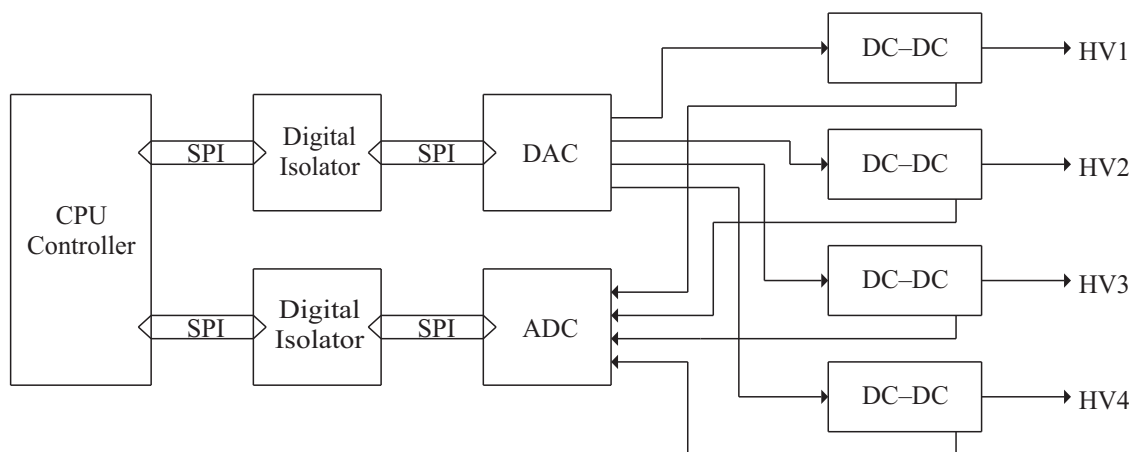 CPU
Controller
SPI
Digital
Isolator
SPI
DAC
SPI
Digital
Isolator
SPI
ADC
DC–DC
HV1
DC–DC
HV2
DC–DC
HV3
DC–DC
HV4